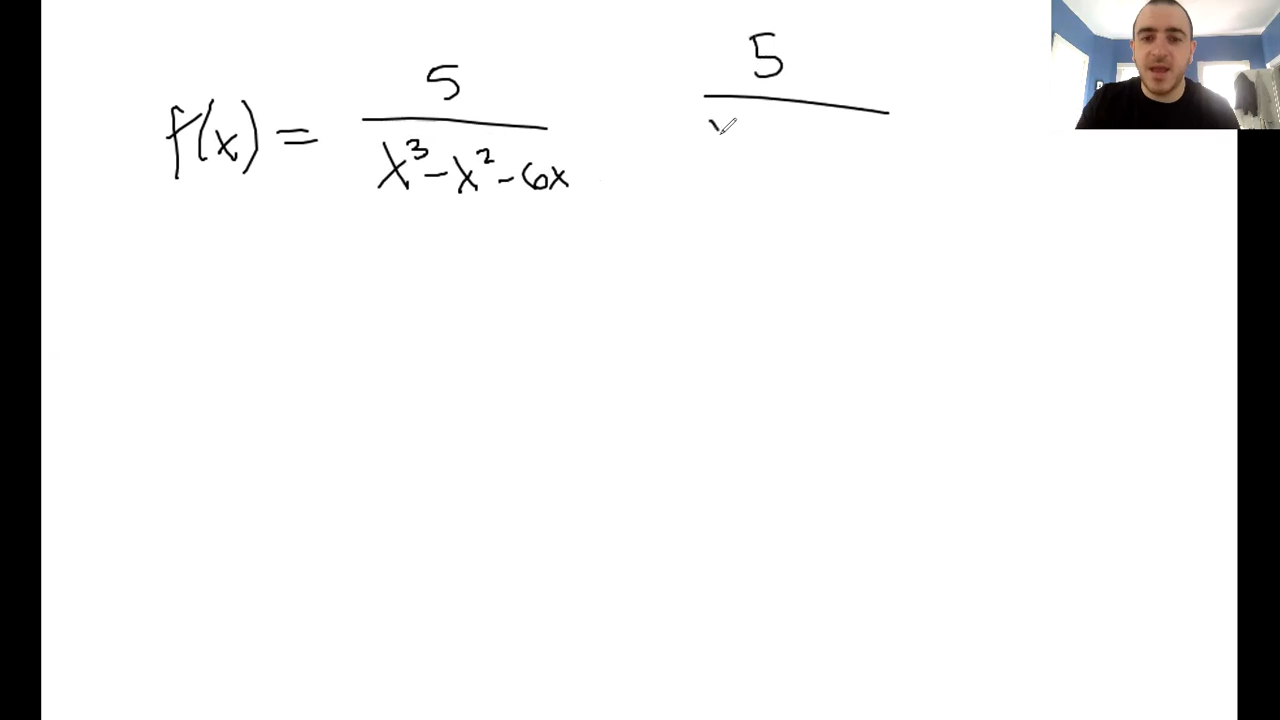 f(x) = 5 / (x³ - x² - 6x)
5